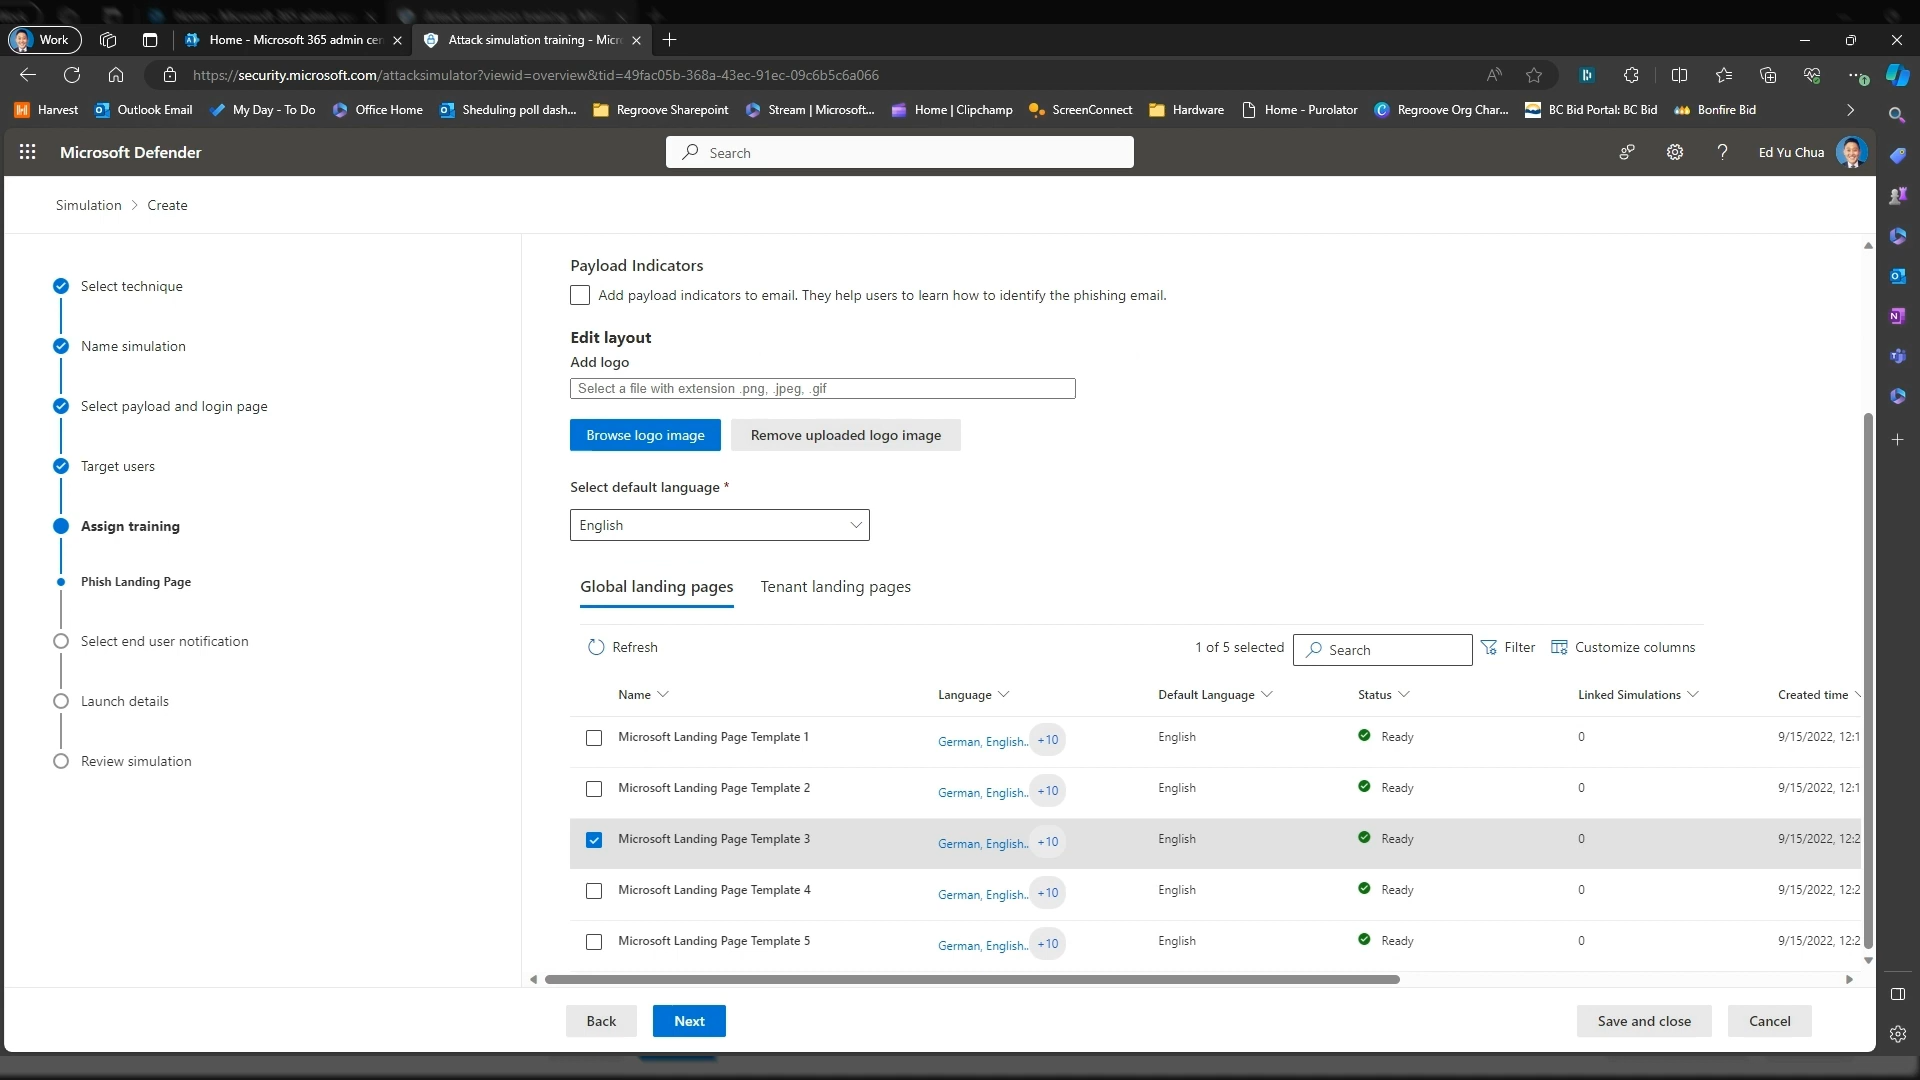 Work
Home - Microsoft 365 admin cen
Attack simulation training - Micro
https://security.microsoft.com/attacksimulator?viewid=overview&tid=49fac05b-368a-43ec-91ec-09c6b5c6a066
Harvest
Outlook Email
My Day - To Do
Office Home
Sheduling poll dash...
Regroove Sharepoint
Stream | Microsoft...
Home | Clipchamp
ScreenConnect
Hardware
Home - Purolator
Regroove Org Char...
BC Bid Portal: BC Bid
Bonfire Bid
Microsoft Defender
Search
Ed Yu Chua
Simulation > Create
Select technique
Name simulation
Select payload and login page
Target users
Assign training
Phish Landing Page
Select end user notification
Launch details
Review simulation
Payload Indicators
Add payload indicators to email. They help users to learn how to identify the phishing email.
Edit layout
Add logo
Select a file with extension .png, .jpeg, .gif
Browse logo image
Remove uploaded logo image
Select default language *
English
Global landing pages
Tenant landing pages
Refresh
1 of 5 selected
Search
Filter
Customize columns
Name Language Default Language Status Linked Simulations Created time
Microsoft Landing Page Template 1 German, English.. +10 English Ready 0 9/15/2022, 12:1
Microsoft Landing Page Template 2 German, English.. +10 English Ready 0 9/15/2022, 12:1
Microsoft Landing Page Template 3 German, English.. +10 English Ready 0 9/15/2022, 12:2
Microsoft Landing Page Template 4 German, English.. +10 English Ready 0 9/15/2022, 12:2
Microsoft Landing Page Template 5 German, English.. +10 English Ready 0 9/15/2022, 12:2
Back
Next
Save and close
Cancel